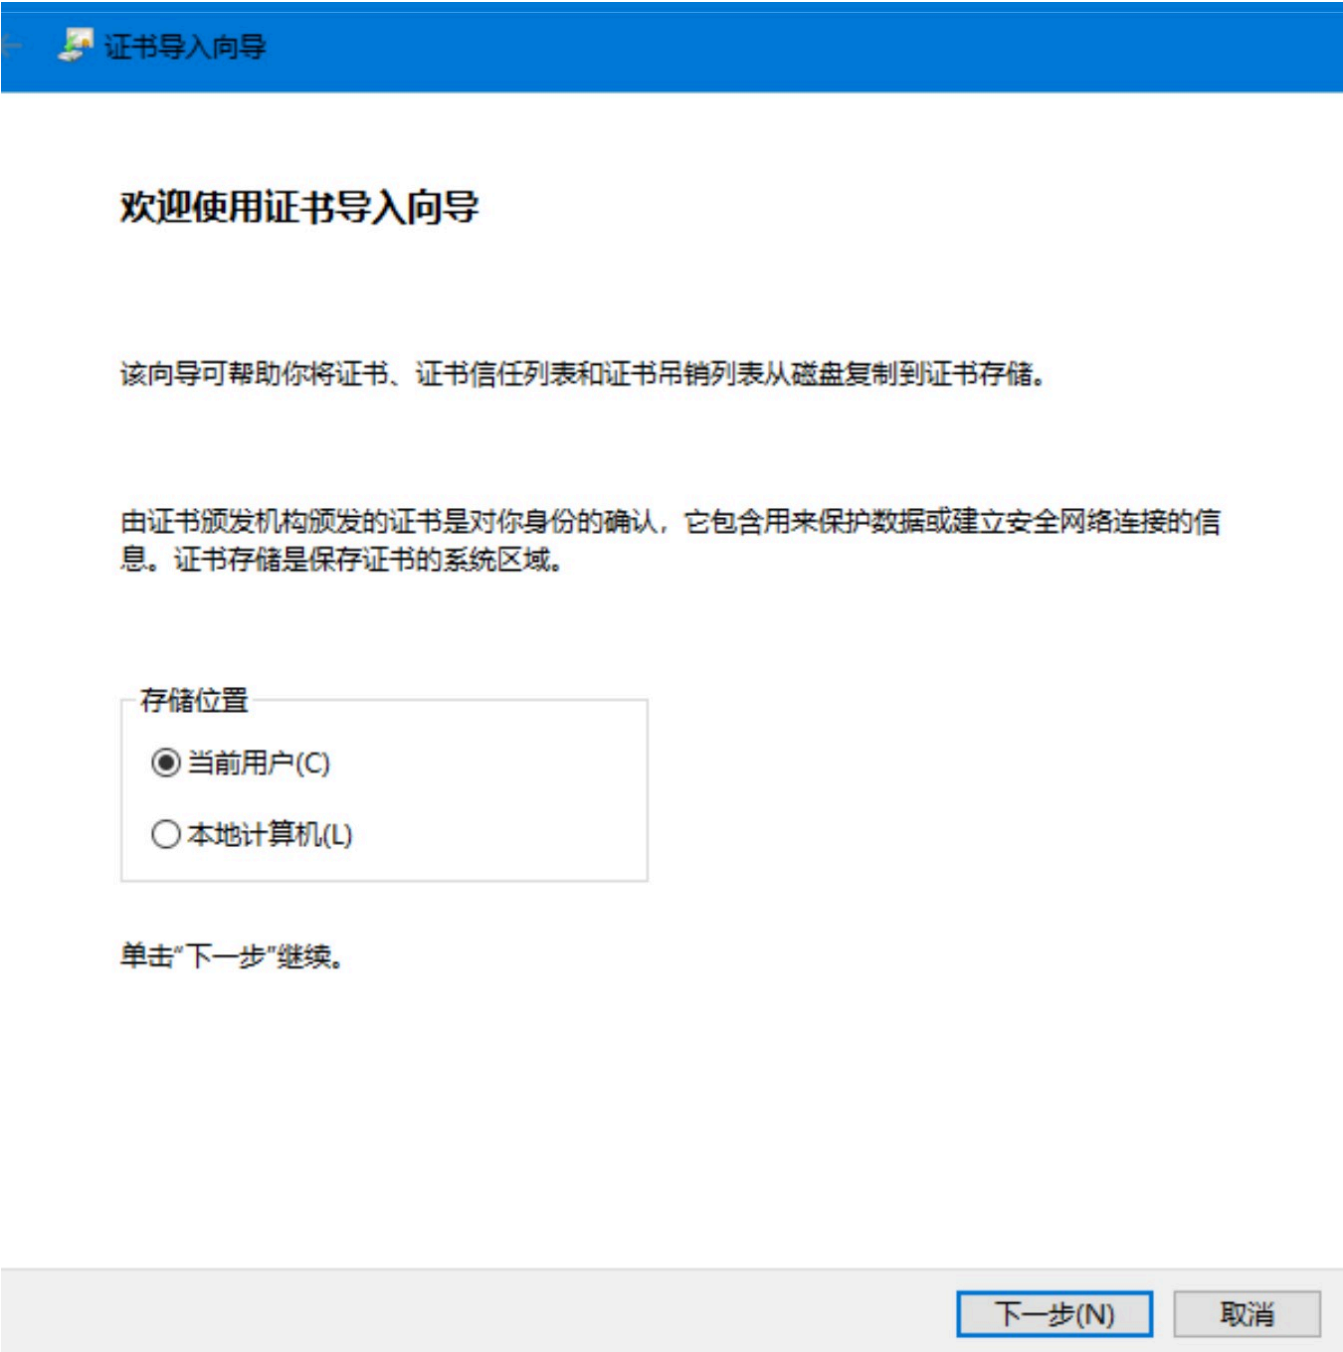 证书导入向导
欢迎使用证书导入向导
该向导可帮助你将证书、证书信任列表和证书吊销列表从磁盘复制到证书存储。
由证书颁发机构颁发的证书是对你身份的确认，它包含用来保护数据或建立安全网络连接的信
息。证书存储是保存证书的系统区域。
存储位置
当前用户(C)
本地计算机(L)
单击“下一步”继续。
下一步(N)
取消